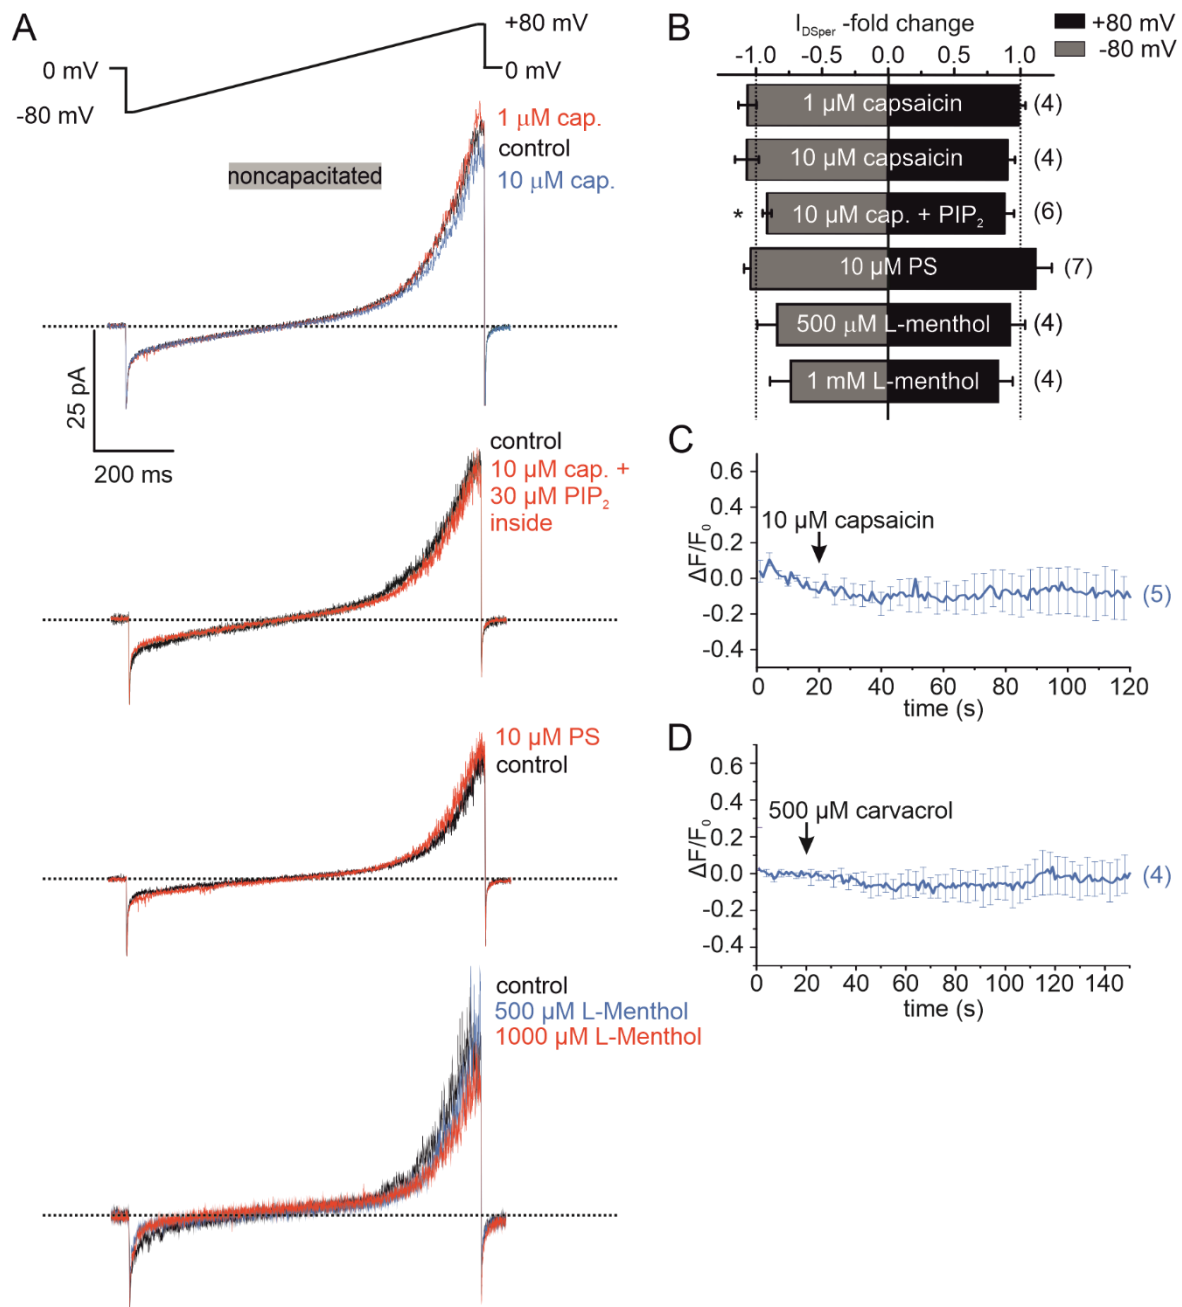 A
+80 mV
0 mV
0 mV
-80 mV
1 µM cap.
control
10 µM cap.
noncapacitated
25 pA
200 ms
control
10 µM cap. +
30 µM PIP₂
inside
10 µM PS
control
control
500 µM L-Menthol
1000 µM L-Menthol
B
I_DSper -fold change
+80 mV
-80 mV
-1.0 -0.5 0.0 0.5 1.0
1 µM capsaicin (4)
10 µM capsaicin (4)
* 10 µM cap. + PIP₂ (6)
10 µM PS (7)
500 µM L-menthol (4)
1 mM L-menthol (4)
C
ΔF/F₀
0.6
0.4
0.2
0.0
-0.2
-0.4
10 µM capsaicin
(5)
0 20 40 60 80 100 120
time (s)
D
ΔF/F₀
0.6
0.4
0.2
0.0
-0.2
-0.4
500 µM carvacrol
(4)
0 20 40 60 80 100 120 140
time (s)